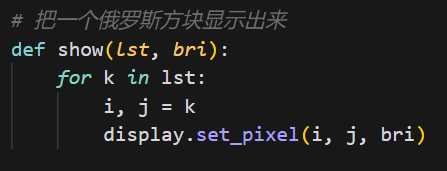 # 把一个俄罗斯方块显示出来
def show(lst, bri):
    for k in lst:
        i, j = k
        display.set_pixel(i, j, bri)